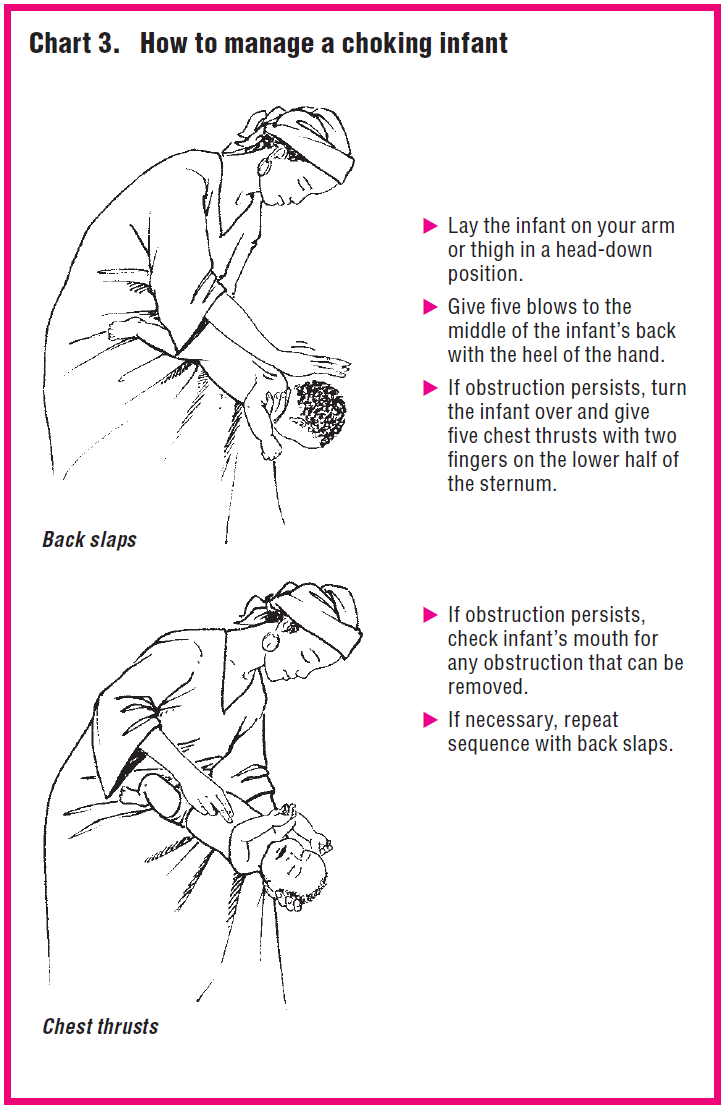 Chart 3. How to manage a choking infant
▶ Lay the infant on your arm
or thigh in a head-down
position.
▶ Give five blows to the
middle of the infant’s back
with the heel of the hand.
▶ If obstruction persists, turn
the infant over and give
five chest thrusts with two
fingers on the lower half of
the sternum.
Back slaps
▶ If obstruction persists,
check infant’s mouth for
any obstruction that can be
removed.
▶ If necessary, repeat
sequence with back slaps.
Chest thrusts